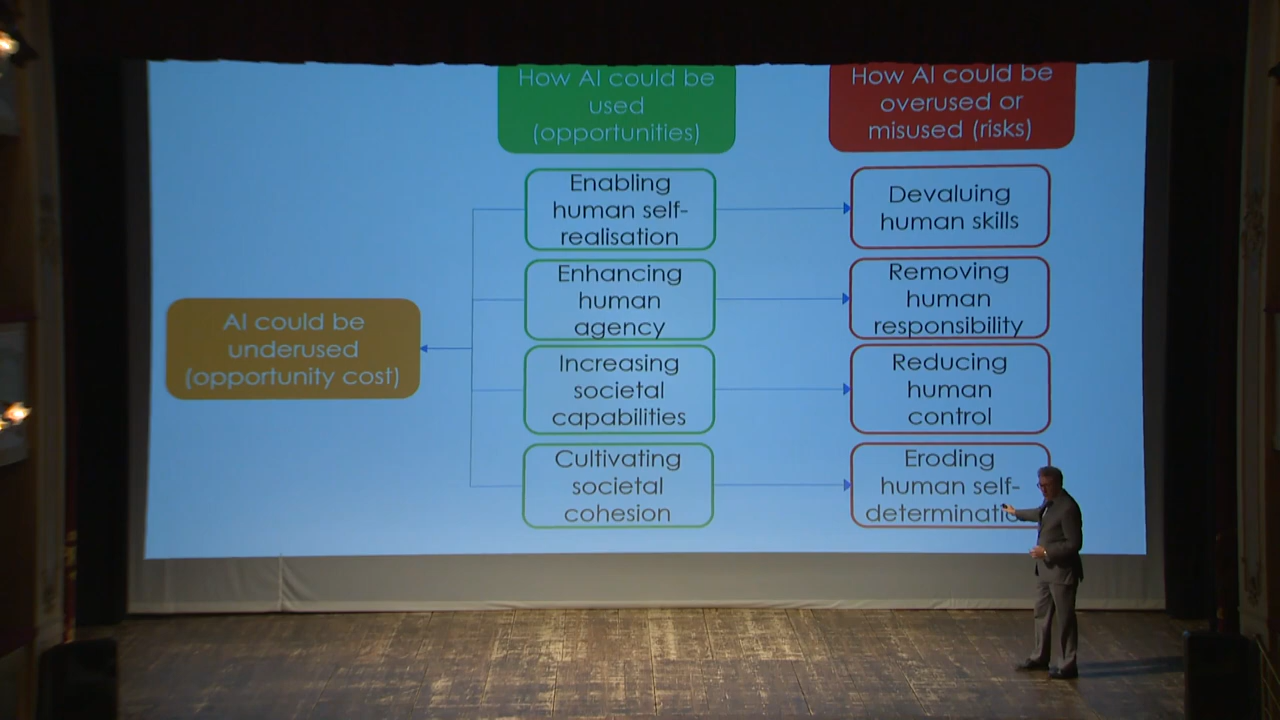 How AI could be
used
(opportunities)
How AI could be
overused or
misused (risks)
Enabling
human self-
realisation
Devaluing
human skills
Enhancing
human
agency
Removing
human
responsibility
AI could be
underused
(opportunity cost)
Increasing
societal
capabilities
Reducing
human
control
Cultivating
societal
cohesion
Eroding
human self-
determinatio